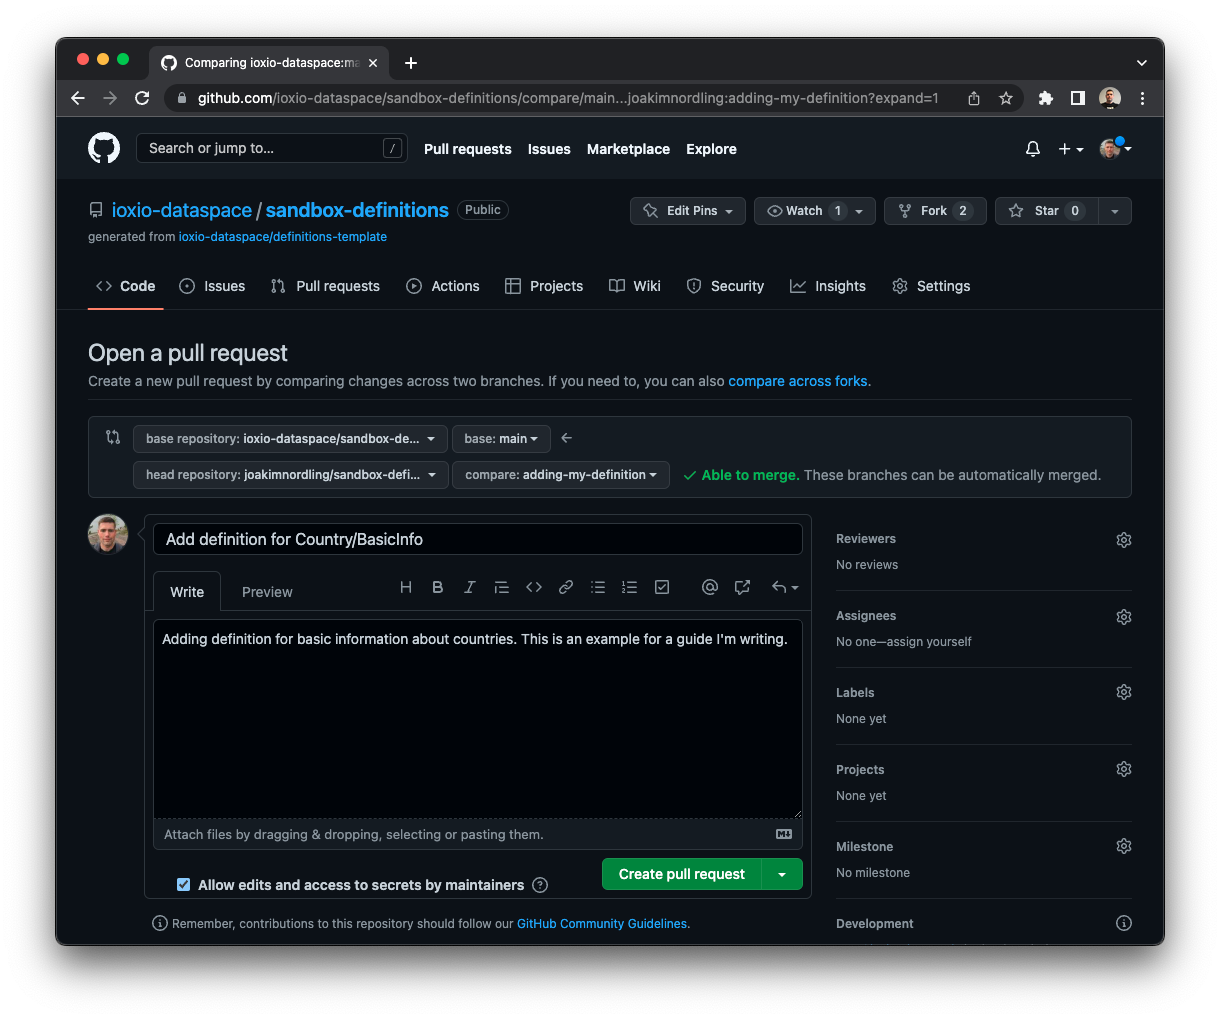 Comparing ioxio-dataspace:ma
github.com/ioxio-dataspace/sandbox-definitions/compare/main...joakimnordling:adding-my-definition?expand=1
Search or jump to... / Pull requests Issues Marketplace Explore
ioxio-dataspace / sandbox-definitions Public Edit Pins Watch 1 Fork 2 Star 0
generated from ioxio-dataspace/definitions-template
Code Issues Pull requests Actions Projects Wiki Security Insights Settings
Open a pull request
Create a new pull request by comparing changes across two branches. If you need to, you can also compare across forks.
base repository: ioxio-dataspace/sandbox-de... base: main
head repository: joakimnordling/sandbox-defi... compare: adding-my-definition Able to merge. These branches can be automatically merged.
Add definition for Country/BasicInfo
Write Preview
Adding definition for basic information about countries. This is an example for a guide I'm writing.
Attach files by dragging & dropping, selecting or pasting them.
Allow edits and access to secrets by maintainers
Create pull request
Remember, contributions to this repository should follow our GitHub Community Guidelines.
Reviewers
No reviews
Assignees
No one—assign yourself
Labels
None yet
Projects
None yet
Milestone
No milestone
Development